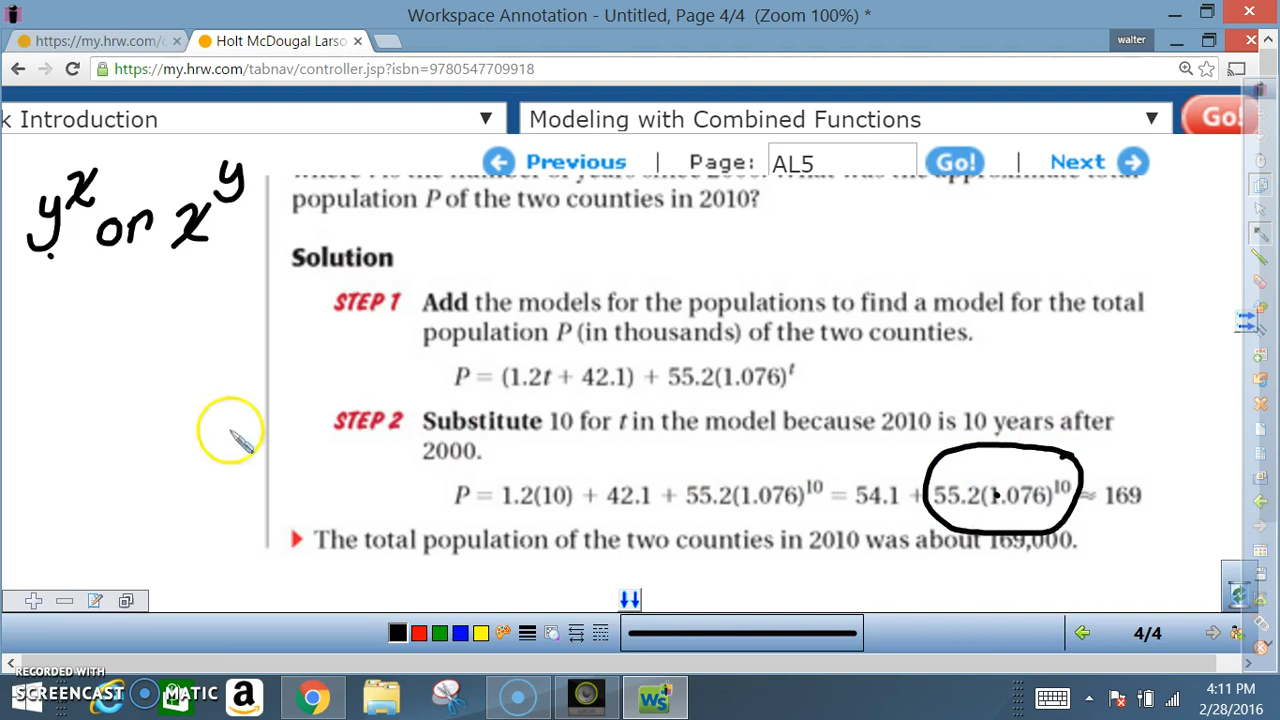 Workspace Annotation - Untitled, Page 4/4 (Zoom 100%) *
https://my.hrw.com/
Holt McDougal Larso
walter
https://my.hrw.com/tabnav/controller.jsp?isbn=9780547709918
k Introduction
Modeling with Combined Functions
Go!
Previous | Page: AL5 Go! | Next
y^x or x^y
population P of the two counties in 2010?
Solution
STEP 1 Add the models for the populations to find a model for the total
population P (in thousands) of the two counties.
P = (1.2t + 42.1) + 55.2(1.076)^t
STEP 2 Substitute 10 for t in the model because 2010 is 10 years after
2000.
P = 1.2(10) + 42.1 + 55.2(1.076)^10 = 54.1 + 55.2(1.076)^10 ≈ 169
The total population of the two counties in 2010 was about 169,000.
4/4
RECORDED WITH
SCREENCAST MATIC
4:11 PM
2/28/2016